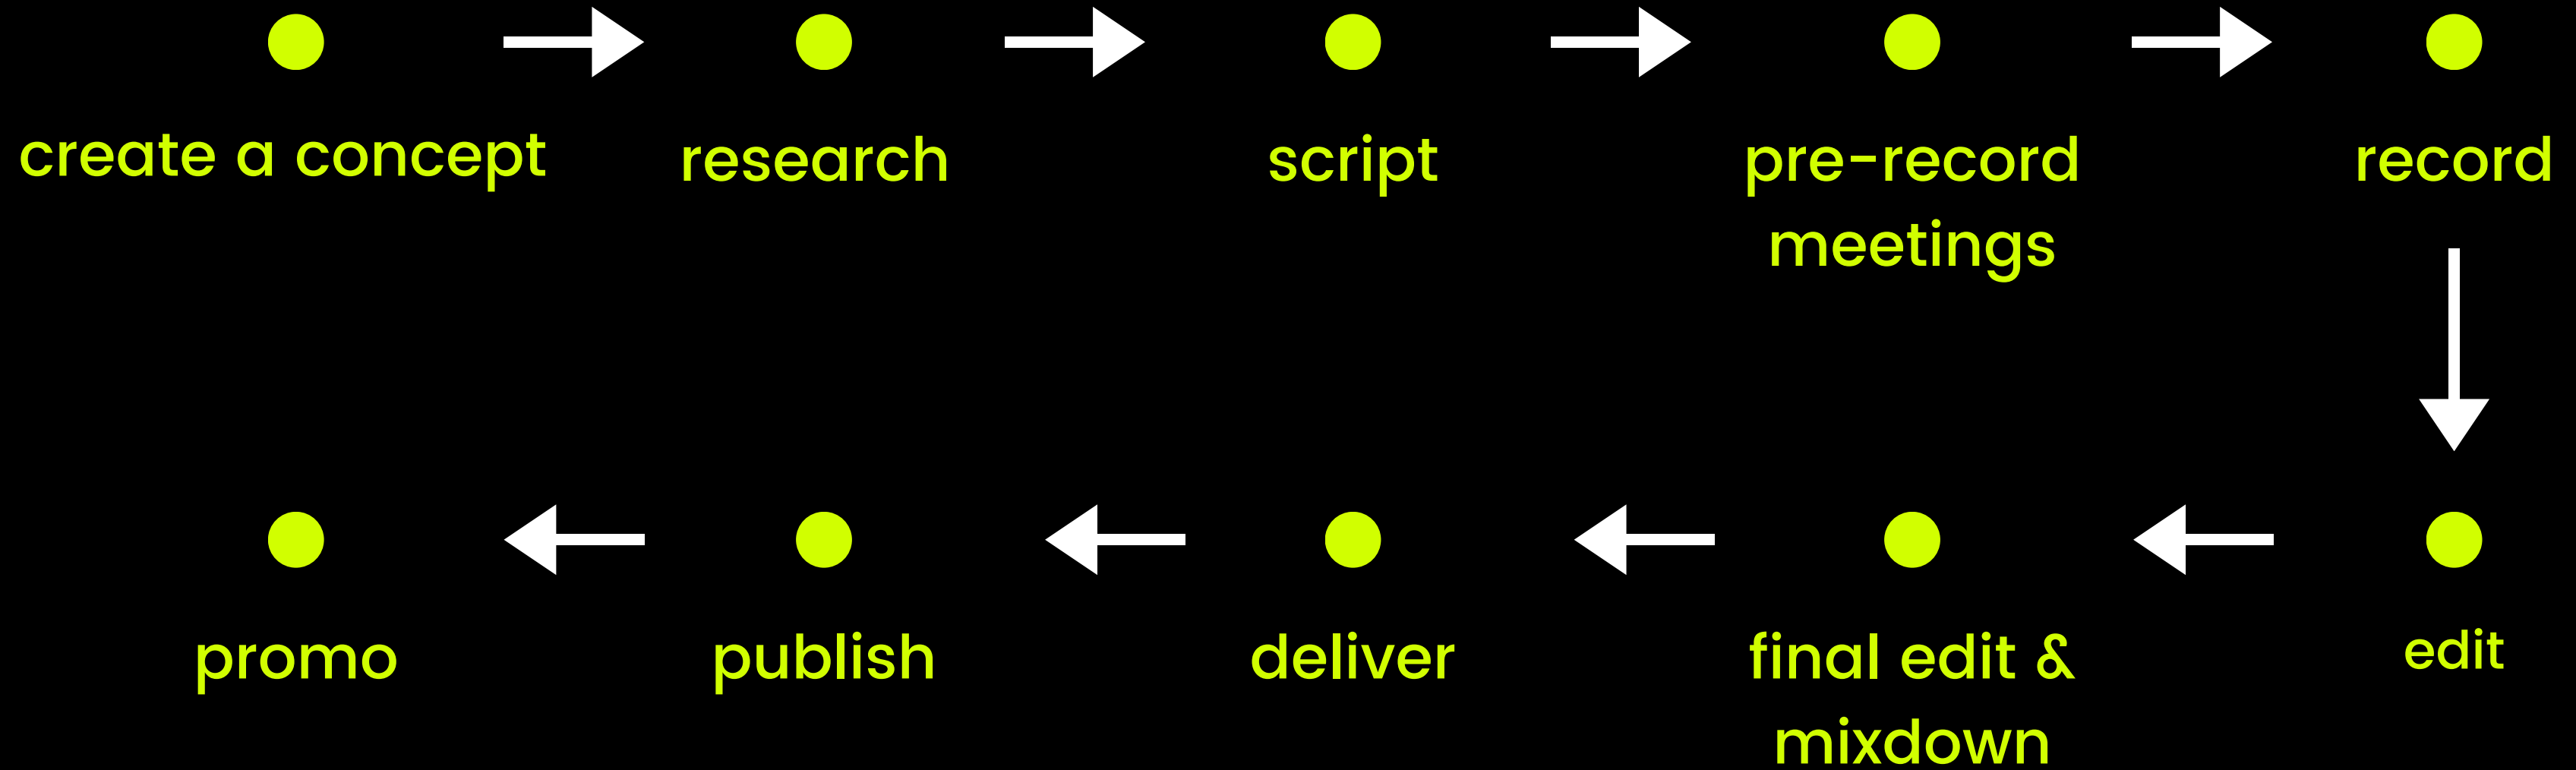 create a concept
research
script
pre-record
meetings
record
edit
final edit &
mixdown
deliver
publish
promo